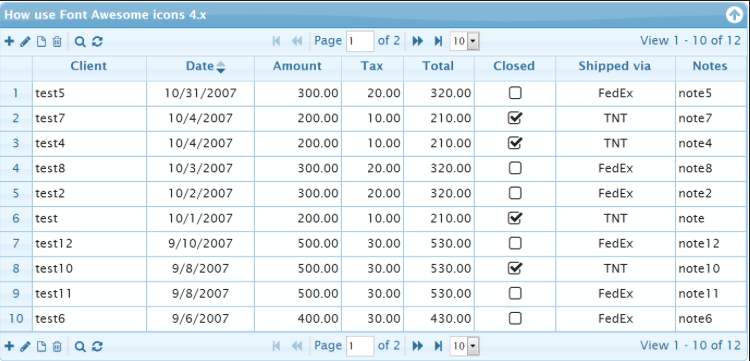 How use Font Awesome icons 4.x
Page 1 of 2 10 View 1 - 10 of 12
Client Date Amount Tax Total Closed Shipped via Notes
1 test5 10/31/2007 300.00 20.00 320.00 FedEx note5
2 test7 10/4/2007 200.00 10.00 210.00 TNT note7
3 test4 10/4/2007 200.00 10.00 210.00 TNT note4
4 test8 10/3/2007 300.00 20.00 320.00 FedEx note8
5 test2 10/2/2007 300.00 20.00 320.00 FedEx note2
6 test 10/1/2007 200.00 10.00 210.00 TNT note
7 test12 9/10/2007 500.00 30.00 530.00 FedEx note12
8 test10 9/8/2007 500.00 30.00 530.00 TNT note10
9 test11 9/8/2007 500.00 30.00 530.00 FedEx note11
10 test6 9/6/2007 400.00 30.00 430.00 FedEx note6
Page 1 of 2 10 View 1 - 10 of 12